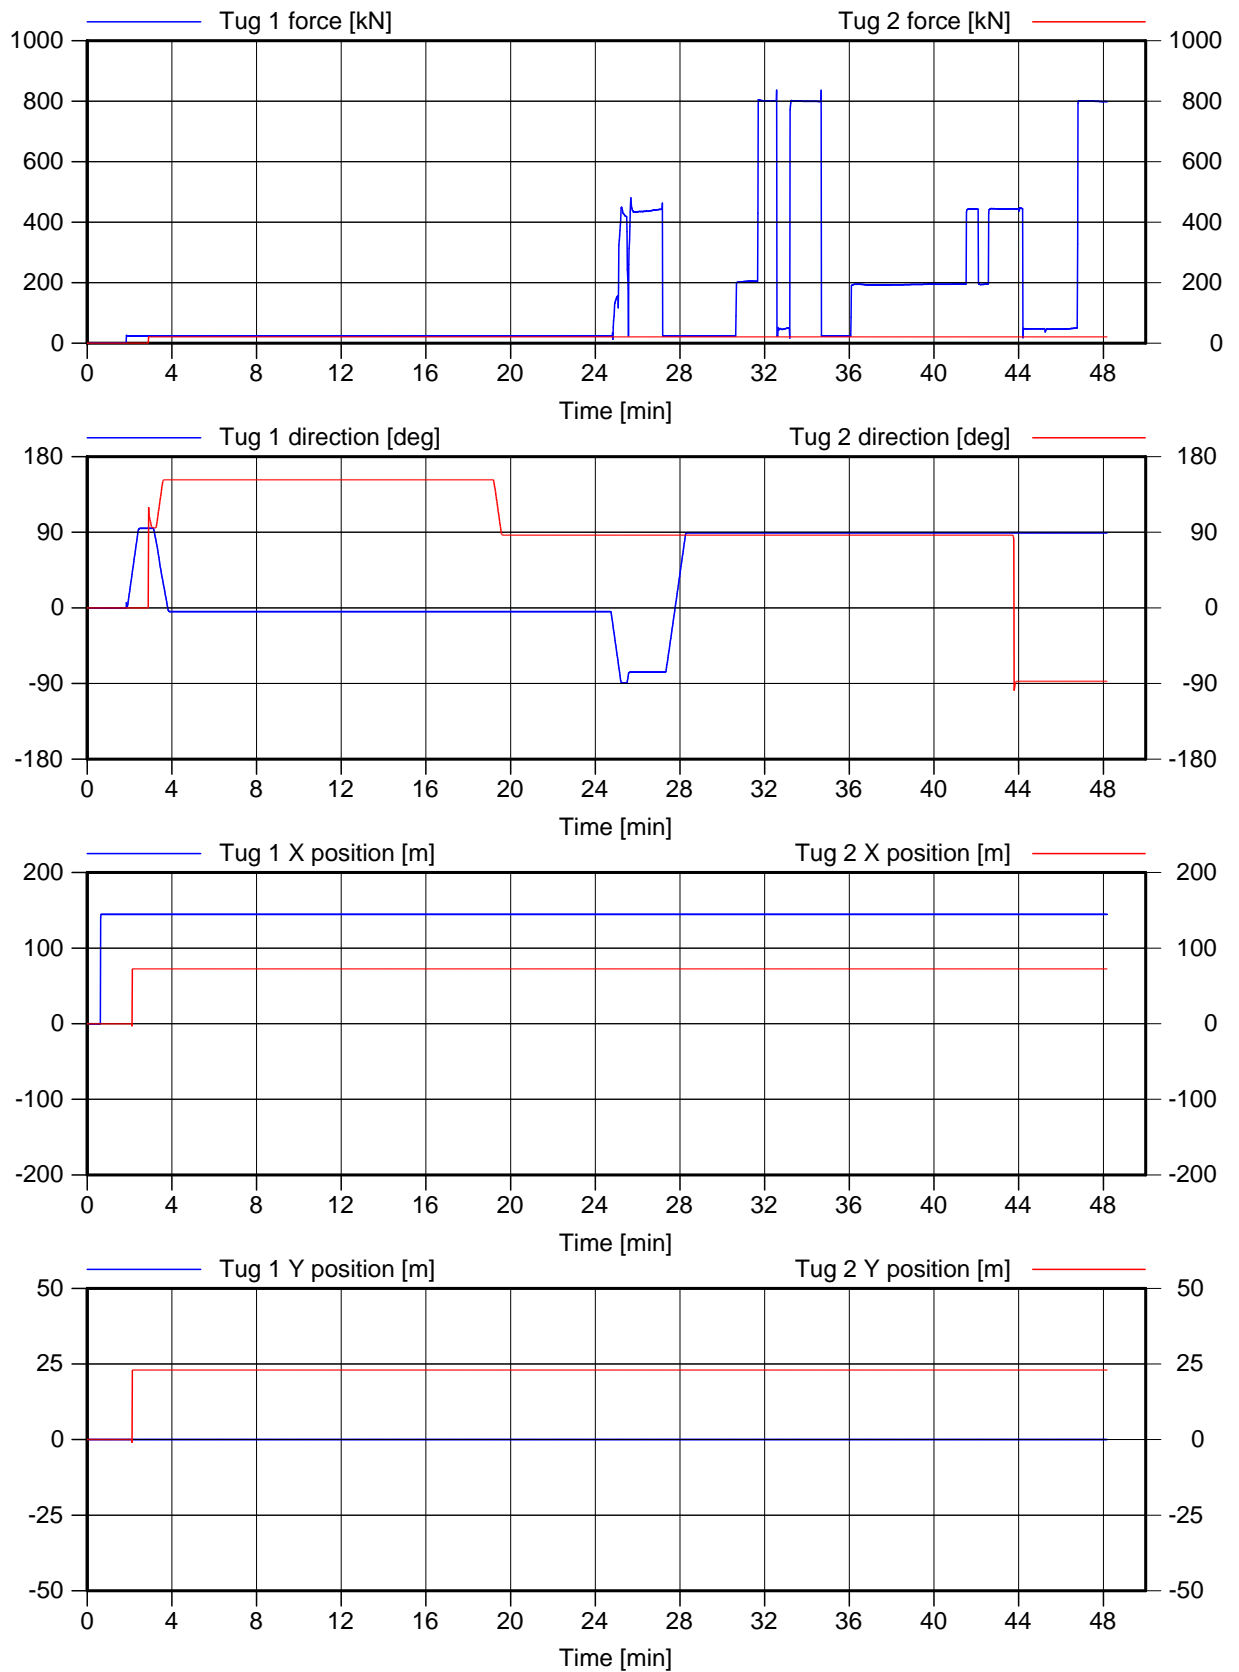 Tug 1 force [kN] Tug 2 force [kN]
1000 1000
800 800
600 600
400 400
200 200
0 0
0 4 8 12 16 20 24 28 32 36 40 44 48
Time [min]
Tug 1 direction [deg] Tug 2 direction [deg]
180 180
90 90
0 0
-90 -90
-180 -180
0 4 8 12 16 20 24 28 32 36 40 44 48
Time [min]
Tug 1 X position [m] Tug 2 X position [m]
200 200
100 100
0 0
-100 -100
-200 -200
0 4 8 12 16 20 24 28 32 36 40 44 48
Time [min]
Tug 1 Y position [m] Tug 2 Y position [m]
50 50
25 25
0 0
-25 -25
-50 -50
0 4 8 12 16 20 24 28 32 36 40 44 48
Time [min]